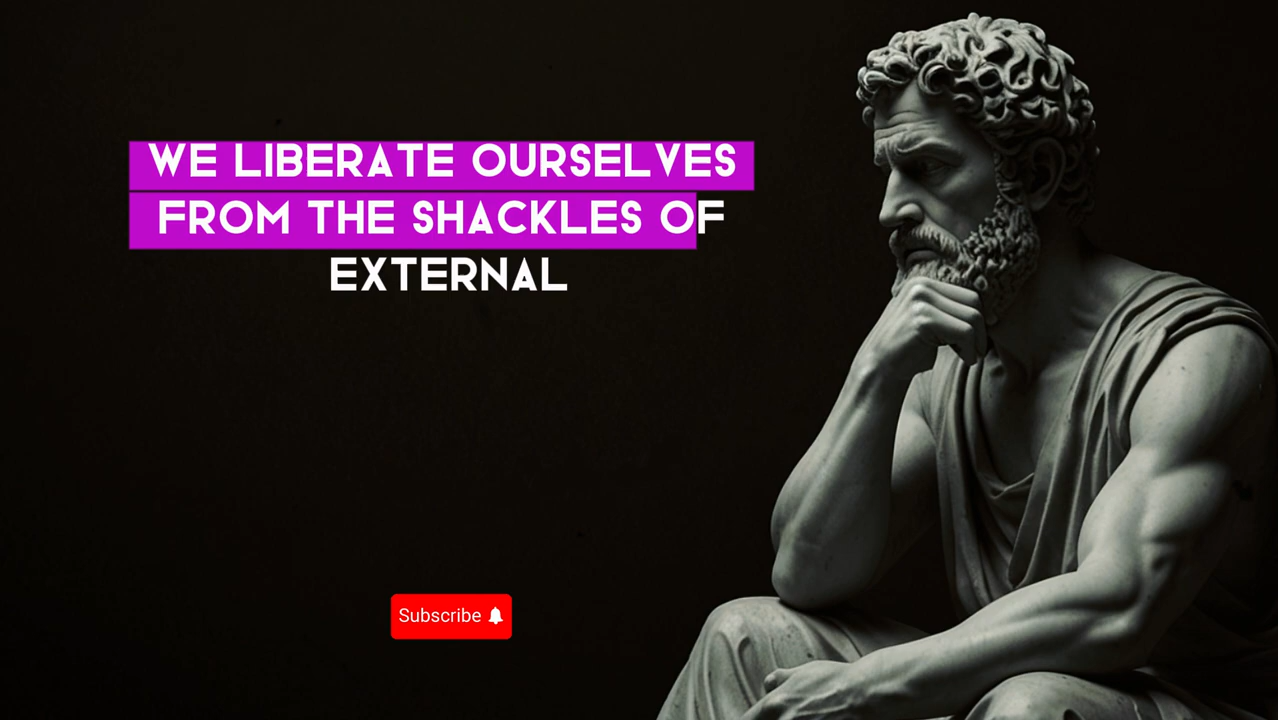 WE LIBERATE OURSELVES
FROM THE SHACKLES OF
EXTERNAL
Subscribe